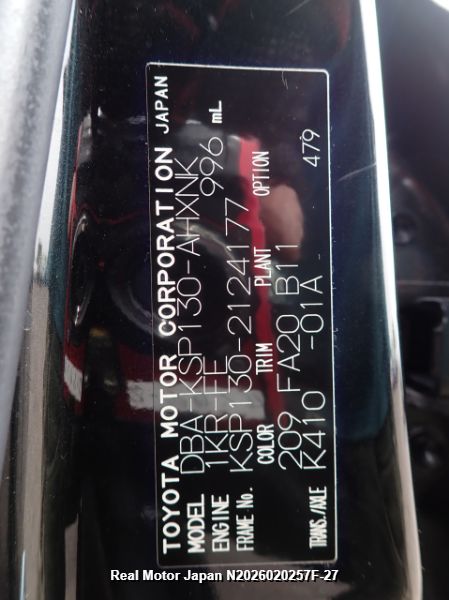 TOYOTA MOTOR CORPORATION JAPAN
MODEL DBA-KSP130-AHXNK
ENGINE 1KR-FE 996 mL
FRAME No. KSP130-2124177
COLOR TRIM PLANT OPTION
209 FA20 B11 479
TRANS./AXLE K410 -01A
Real Motor Japan N2026020257F-27